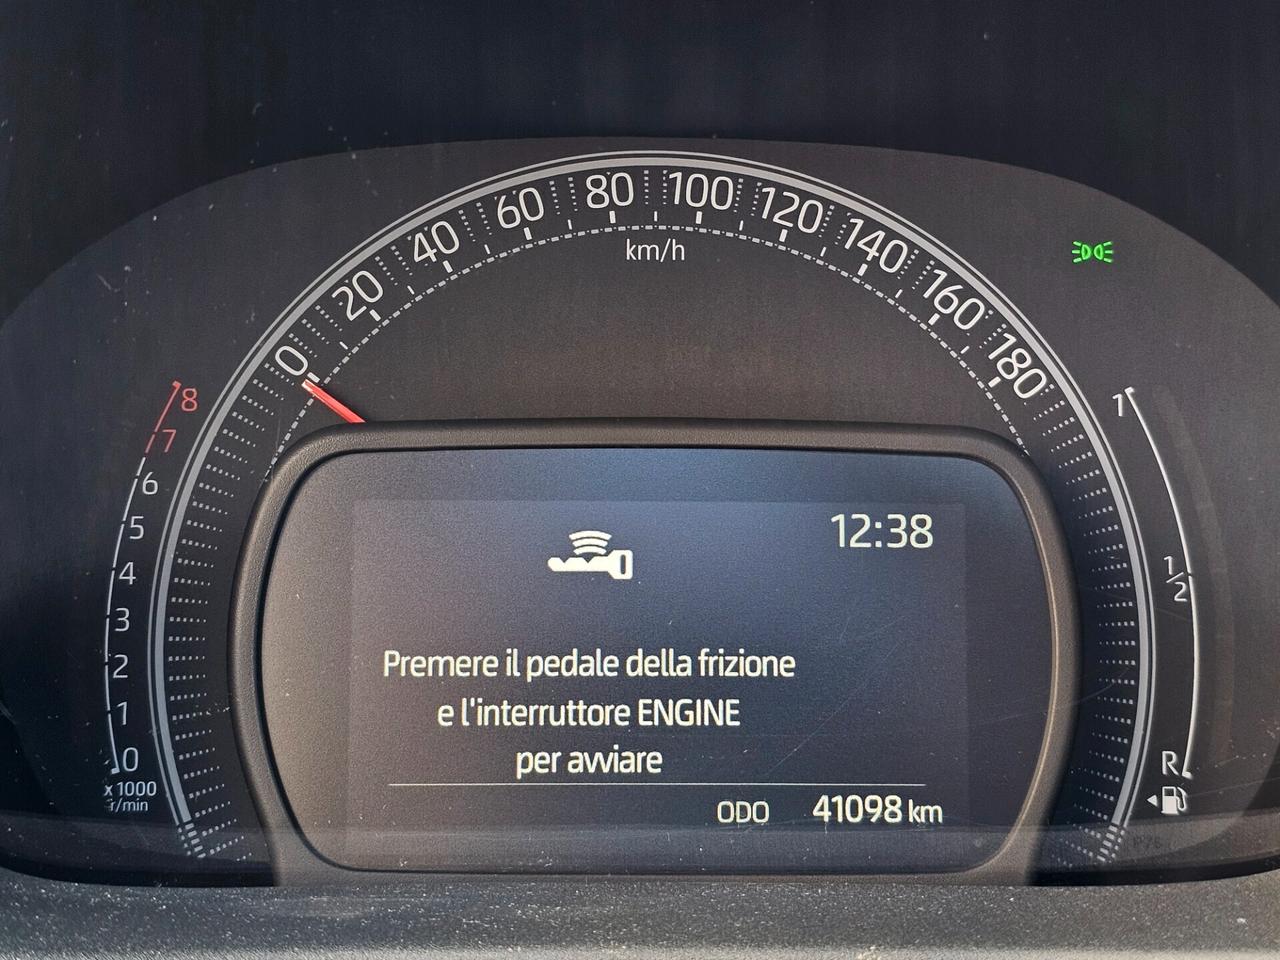 0 20 40 60 80 100 120 140 160 180
km/h
8
7
6
5
4
3
2
1
0
x 1000
r/min
1
1/2
R
12:38
Premere il pedale della frizione
e l'interruttore ENGINE
per avviare
ODO 41098 km